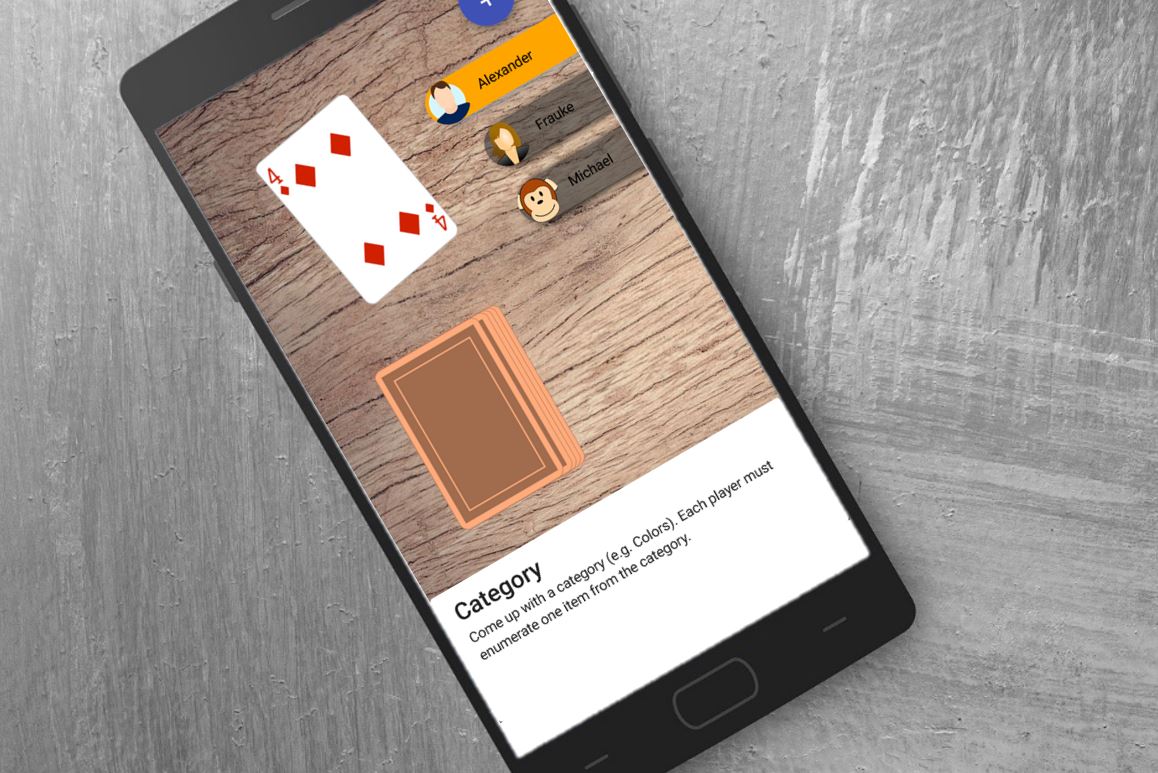 +
Alexander
Frauke
Michael
4
4
Category
Come up with a category (e.g. Colors). Each player must
enumerate one item from the category.